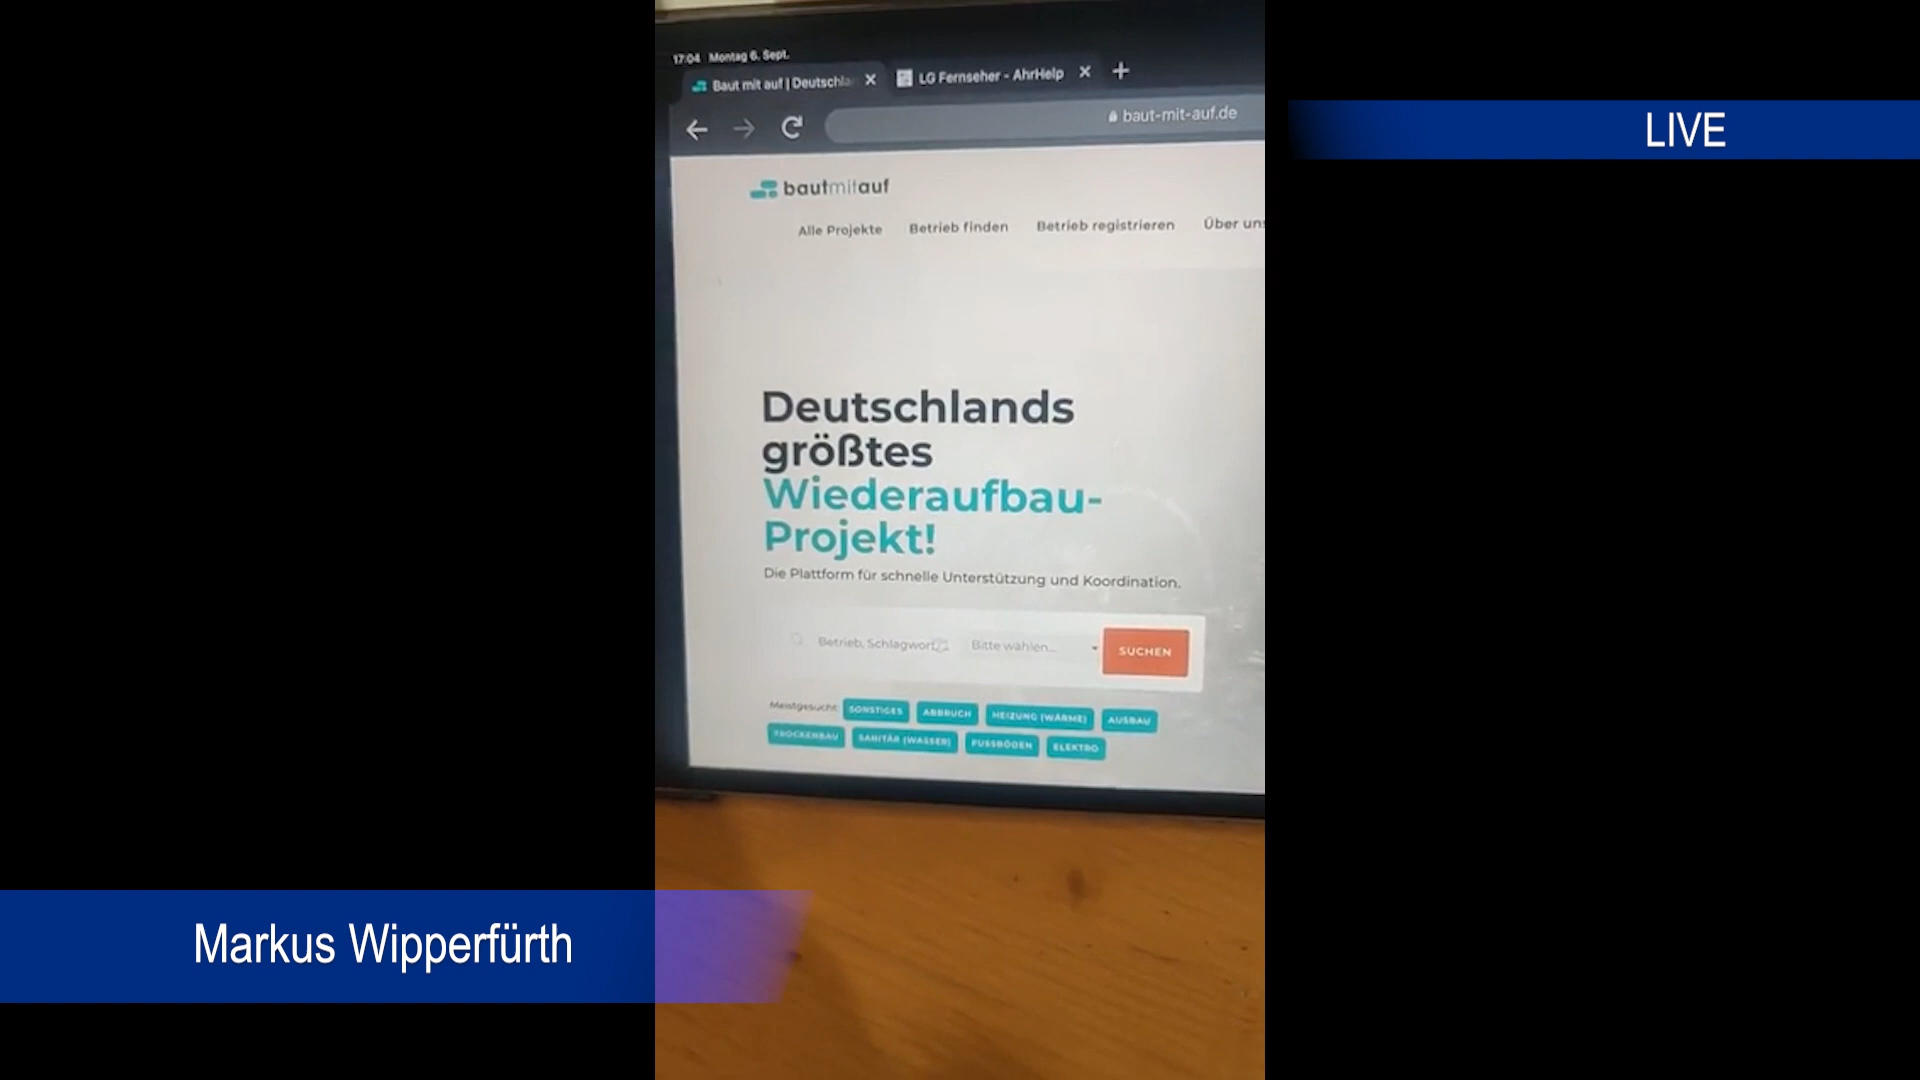 17:04 Montag 6. Sept.
Baut mit auf | Deutschla
LG Fernseher - AhrHelp
baut-mit-auf.de
LIVE
bautmitauf
Alle Projekte Betrieb finden Betrieb registrieren Über uns
Deutschlands
größtes
Wiederaufbau-
Projekt!
Die Plattform für schnelle Unterstützung und Koordination.
Betrieb, Schlagwort Bitte wählen... SUCHEN
Meistgesucht: SONSTIGES ABBRUCH HEIZUNG (WÄRME) AUSBAU
TROCKENBAU SANITÄR (WASSER) FUSSBÖDEN ELEKTRO
Markus Wipperfürth